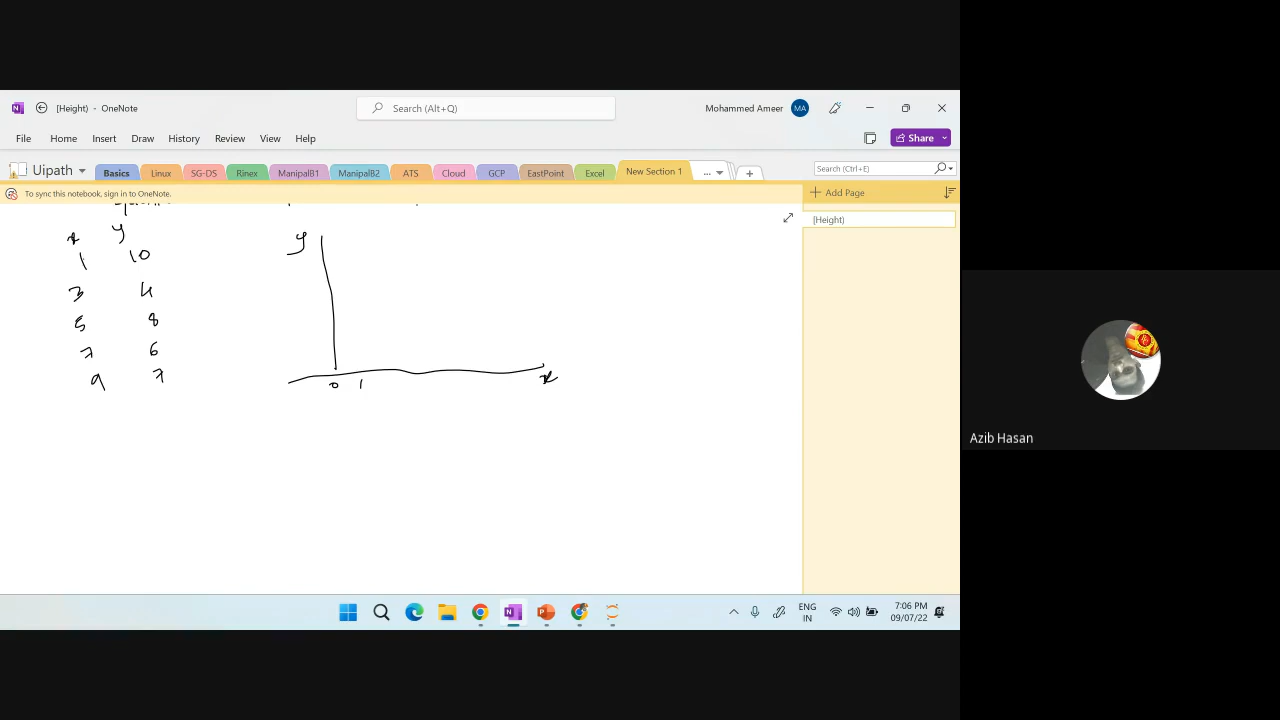 [Height) - OneNote
Search (Alt+Q)
Mohammed Ameer MA
File Home Insert Draw History Review View Help
Share
Uipath Basics Linux SG-DS Rinex ManipalB1 ManipalB2 ATS Cloud GCP EastPoint Excel New Section 1 ... +
Search (Ctrl+E)
To sync this notebook, sign in to OneNote.
Add Page
[Height)
x y
1 10
3 4
5 8
7 6
9 7
y
0 1 x
Azib Hasan
ENG
IN
7:06 PM
09/07/22